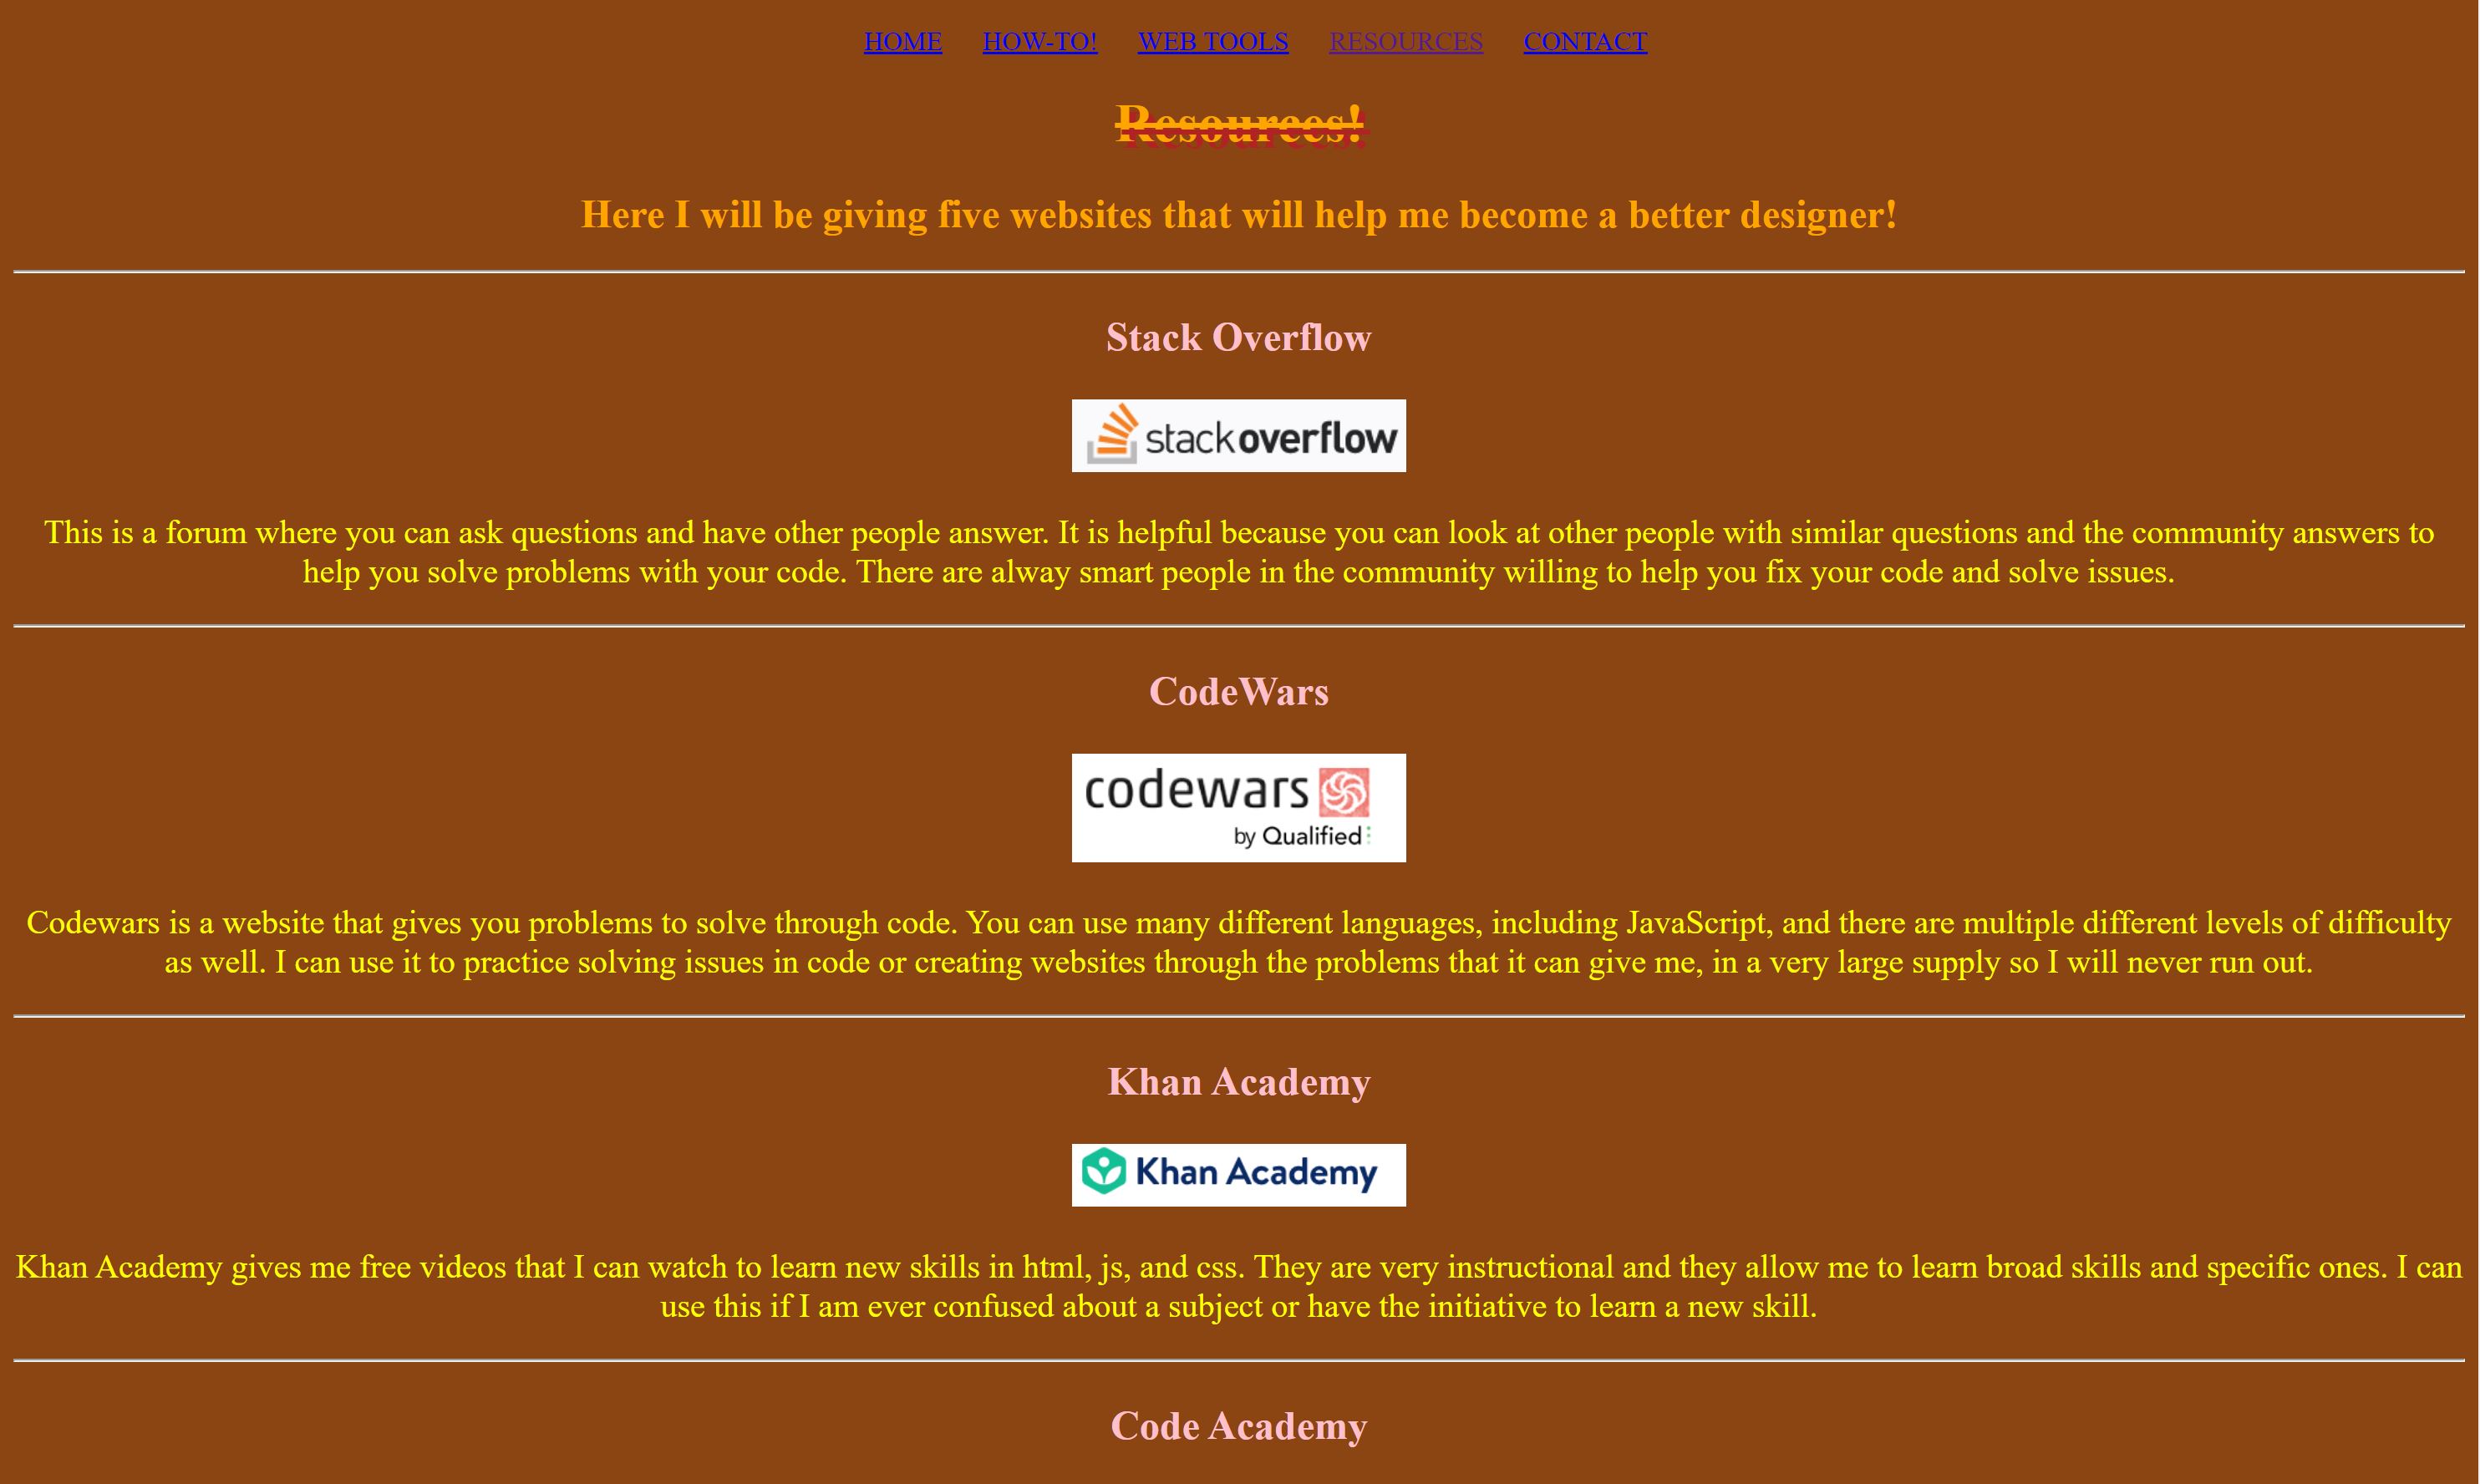 HOME HOW-TO! WEB TOOLS RESOURCES CONTACT
Resources!
Here I will be giving five websites that will help me become a better designer!
Stack Overflow
stackoverflow
This is a forum where you can ask questions and have other people answer. It is helpful because you can look at other people with similar questions and the community answers to
help you solve problems with your code. There are alway smart people in the community willing to help you fix your code and solve issues.
CodeWars
codewars
by Qualified
Codewars is a website that gives you problems to solve through code. You can use many different languages, including JavaScript, and there are multiple different levels of difficulty
as well. I can use it to practice solving issues in code or creating websites through the problems that it can give me, in a very large supply so I will never run out.
Khan Academy
Khan Academy
Khan Academy gives me free videos that I can watch to learn new skills in html, js, and css. They are very instructional and they allow me to learn broad skills and specific ones. I can
use this if I am ever confused about a subject or have the initiative to learn a new skill.
Code Academy